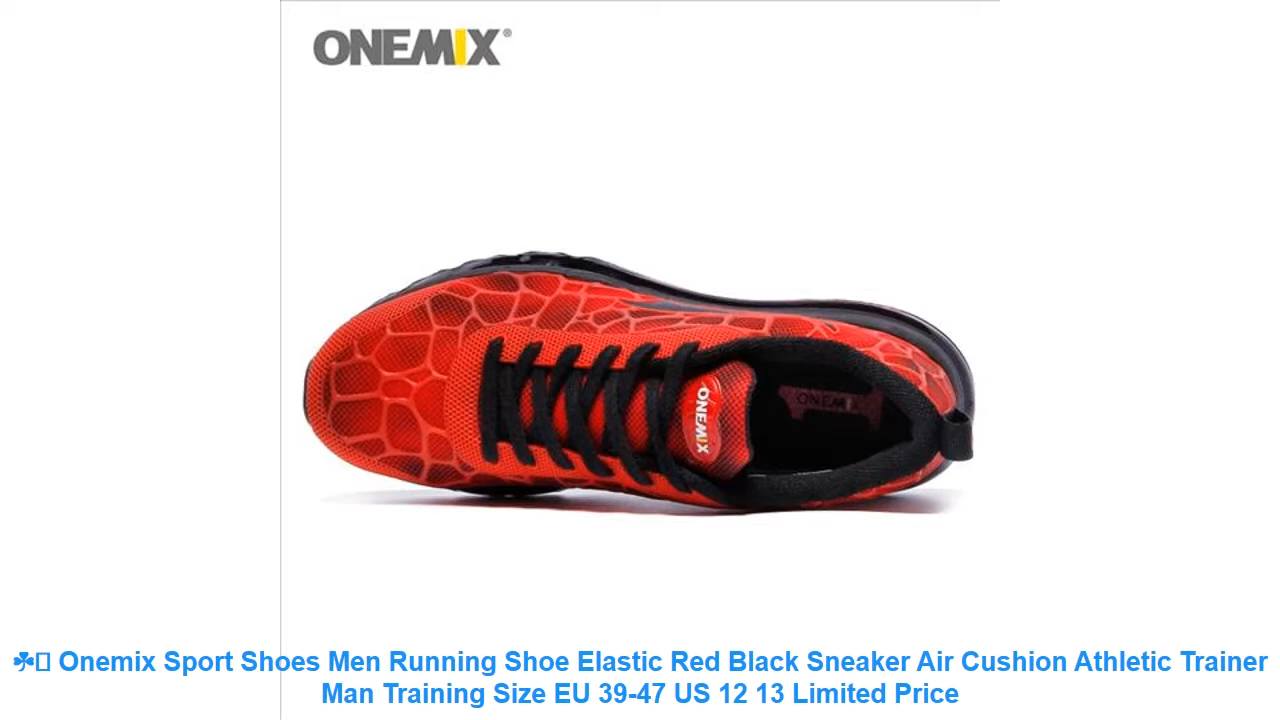 ONEMIX®
ONEMIX
ONEMIX
☘️ Onemix Sport Shoes Men Running Shoe Elastic Red Black Sneaker Air Cushion Athletic Trainer
Man Training Size EU 39-47 US 12 13 Limited Price